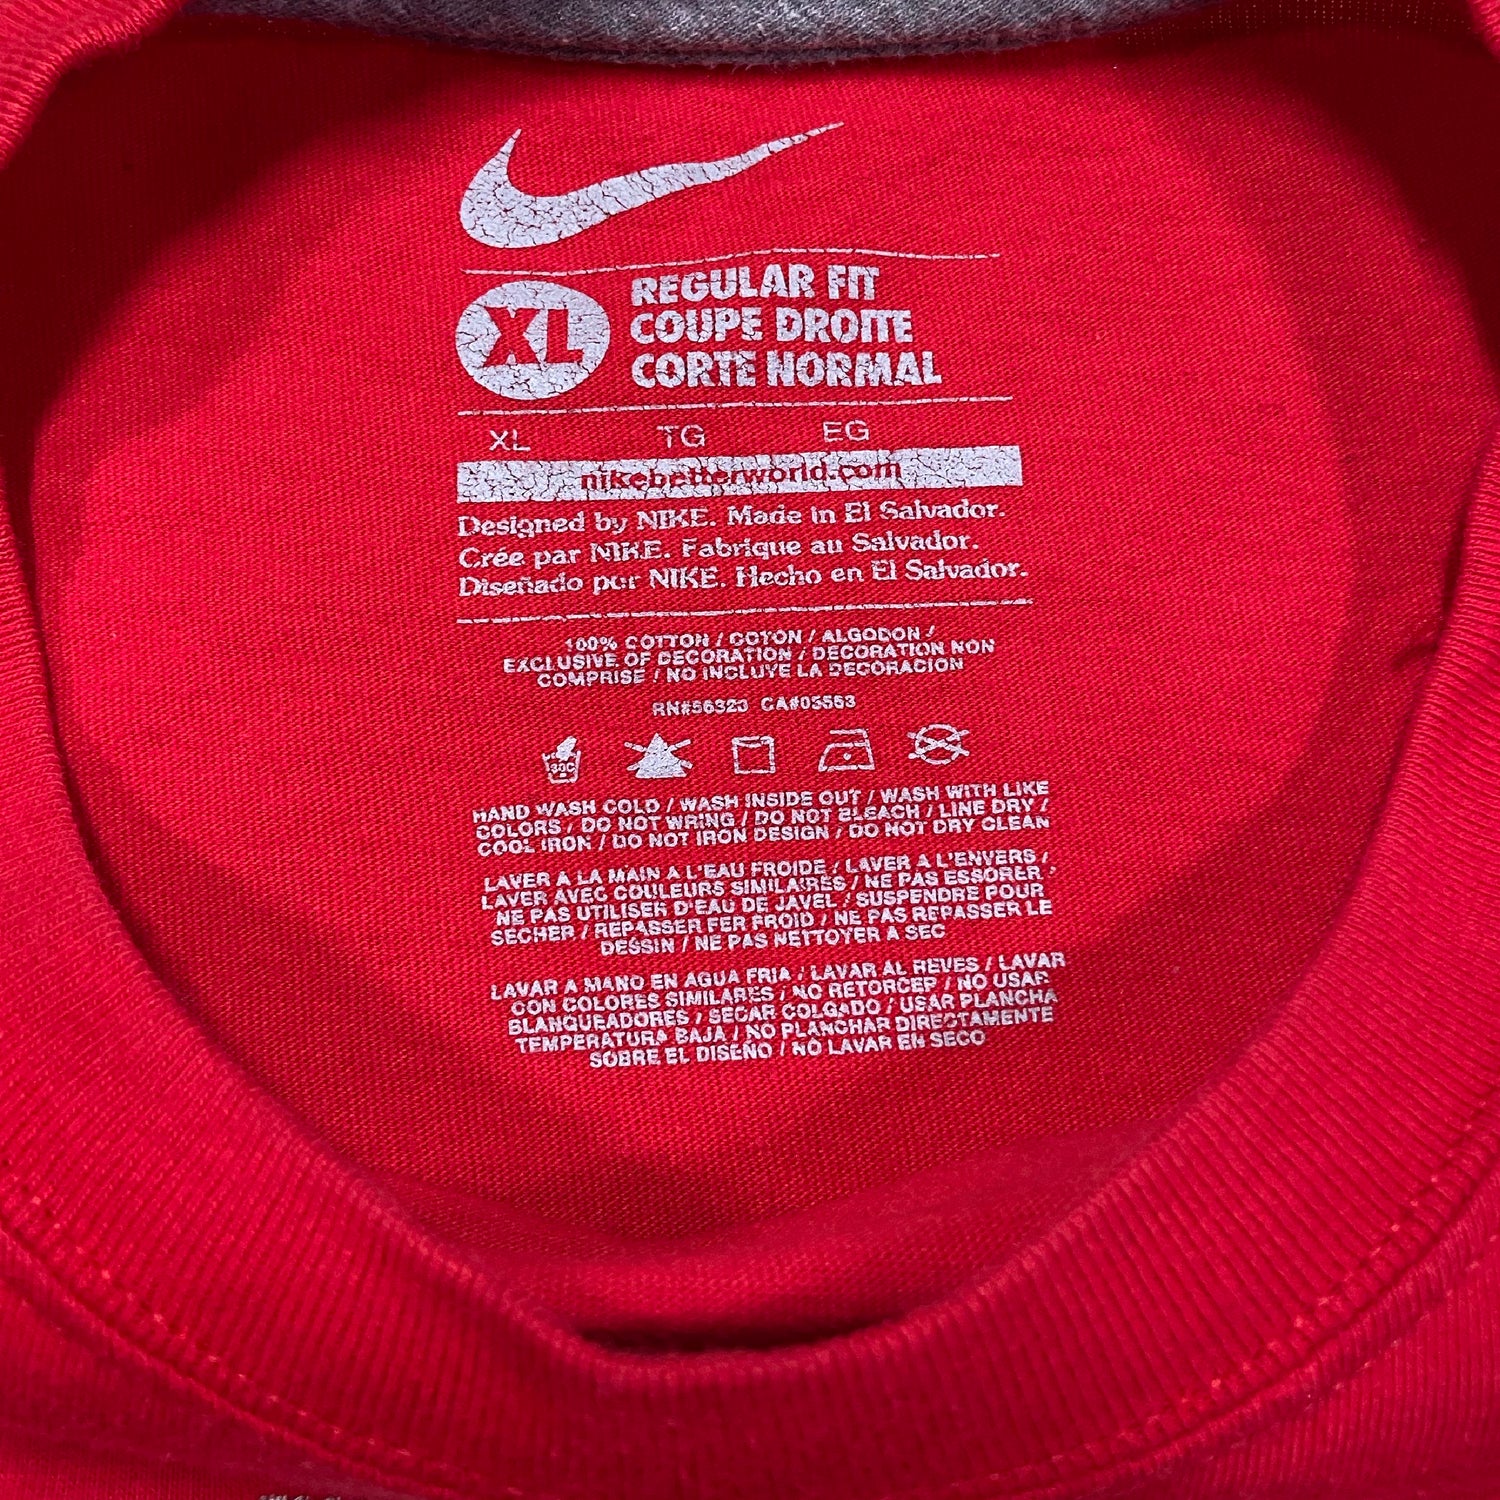 XL
REGULAR FIT
COUPE DROITE
CORTE NORMAL
XL TG EG
nikebetterworld.com
Designed by NIKE. Made in El Salvador.
Crée par NIKE. Fabrique au Salvador.
Diseñado por NIKE. Hecho en El Salvador.
100% COTTON / COTON / ALGODON /
EXCLUSIVE OF DECORATION / DECORATION NON
COMPRISE / NO INCLUYE LA DECORACION
RN#56323 CA#05553
30C
HAND WASH COLD / WASH INSIDE OUT / WASH WITH LIKE
COLORS / DO NOT WRING / DO NOT BLEACH / LINE DRY /
COOL IRON / DO NOT IRON DESIGN / DO NOT DRY CLEAN
LAVER A LA MAIN A L'EAU FROIDE / LAVER A L'ENVERS /
LAVER AVEC COULEURS SIMILAIRES / NE PAS ESSORER /
NE PAS UTILISER D'EAU DE JAVEL / SUSPENDRE POUR
SECHER / REPASSER FER FROID / NE PAS REPASSER LE
DESSIN / NE PAS NETTOYER A SEC
LAVAR A MANO EN AGUA FRIA / LAVAR AL REVES / LAVAR
CON COLORES SIMILARES / NO RETORCER / NO USAR
BLANQUEADORES / SECAR COLGADO / USAR PLANCHA
TEMPERATURA BAJA / NO PLANCHAR DIRECTAMENTE
SOBRE EL DISEÑO / NO LAVAR EN SECO